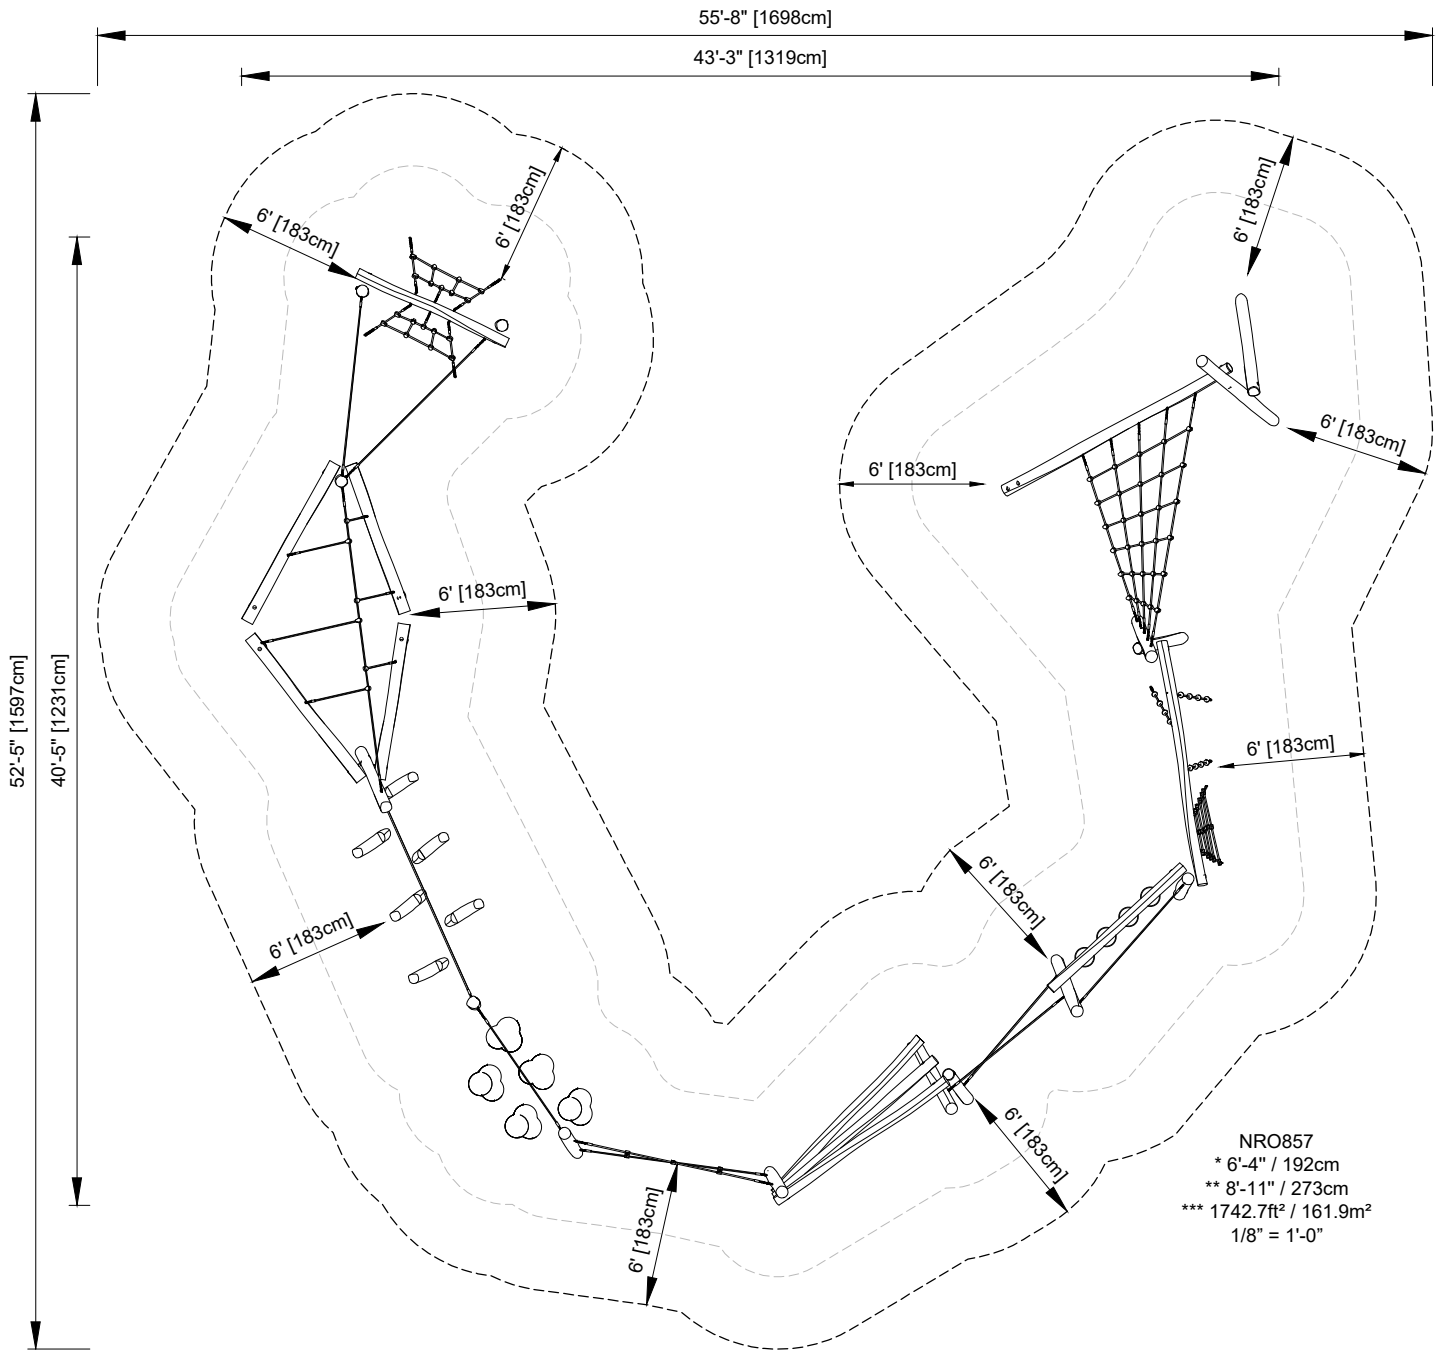 55'-8" [1698cm]
43'-3" [1319cm]
6' [183cm]
6' [183cm]
6' [183cm]
6' [183cm]
6' [183cm]
6' [183cm]
52'-5" [1597cm]
40'-5" [1231cm]
6' [183cm]
6' [183cm]
6' [183cm]
6' [183cm]
6' [183cm]
NRO857
* 6'-4" / 192cm
** 8'-11" / 273cm
*** 1742.7ft² / 161.9m²
1/8” = 1'-0”
6' [183cm]